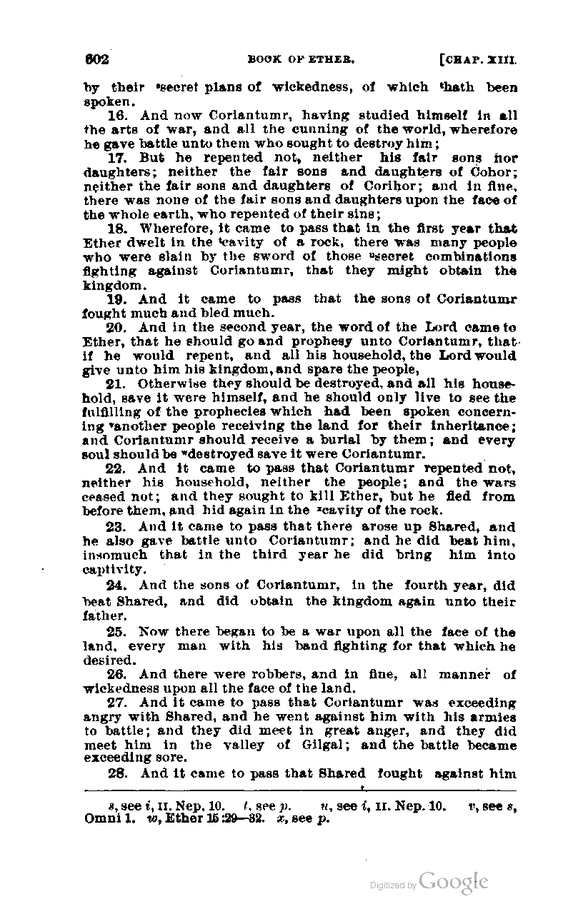 602 BOOK OF ETHER. [CHAP. XIII.
by their ˢsecret plans of wickedness, of which ᵗhath been
spoken.
16. And now Coriantumr, having studied himself in all
the arts of war, and all the cunning of the world, wherefore
he gave battle unto them who sought to destroy him;
17. But he repented not, neither his fair sons nor
daughters; neither the fair sons and daughters of Cohor;
neither the fair sons and daughters of Corihor; and in fine,
there was none of the fair sons and daughters upon the face of
the whole earth, who repented of their sins;
18. Wherefore, it came to pass that in the first year that
Ether dwelt in the cavity of a rock, there was many people
who were slain by the sword of those ᵘsecret combinations
fighting against Coriantumr, that they might obtain the
kingdom.
19. And it came to pass that the sons of Coriantumr
fought much and bled much.
20. And in the second year, the word of the Lord came to
Ether, that he should go and prophesy unto Coriantumr, that
if he would repent, and all his household, the Lord would
give unto him his kingdom, and spare the people,
21. Otherwise they should be destroyed, and all his house-
hold, save it were himself, and he should only live to see the
fulfilling of the prophecies which had been spoken concern-
ing ᵛanother people receiving the land for their inheritance;
and Coriantumr should receive a burial by them; and every
soul should be ʷdestroyed save it were Coriantumr.
22. And it came to pass that Coriantumr repented not,
neither his household, neither the people; and the wars
ceased not; and they sought to kill Ether, but he fled from
before them, and hid again in the ˣcavity of the rock.
23. And it came to pass that there arose up Shared, and
he also gave battle unto Coriantumr; and he did beat him,
insomuch that in the third year he did bring him into
captivity.
24. And the sons of Coriantumr, in the fourth year, did
beat Shared, and did obtain the kingdom again unto their
father.
25. Now there began to be a war upon all the face of the
land, every man with his band fighting for that which he
desired.
26. And there were robbers, and in fine, all manner of
wickedness upon all the face of the land.
27. And it came to pass that Coriantumr was exceeding
angry with Shared, and he went against him with his armies
to battle; and they did meet in great anger, and they did
meet him in the valley of Gilgal; and the battle became
exceeding sore.
28. And it came to pass that Shared fought against him
s, see i, II. Nep. 10. t, see p. u, see i, II. Nep. 10. v, see s,
Omni 1. w, Ether 15:29—32. x, see p.
Digitized by Google